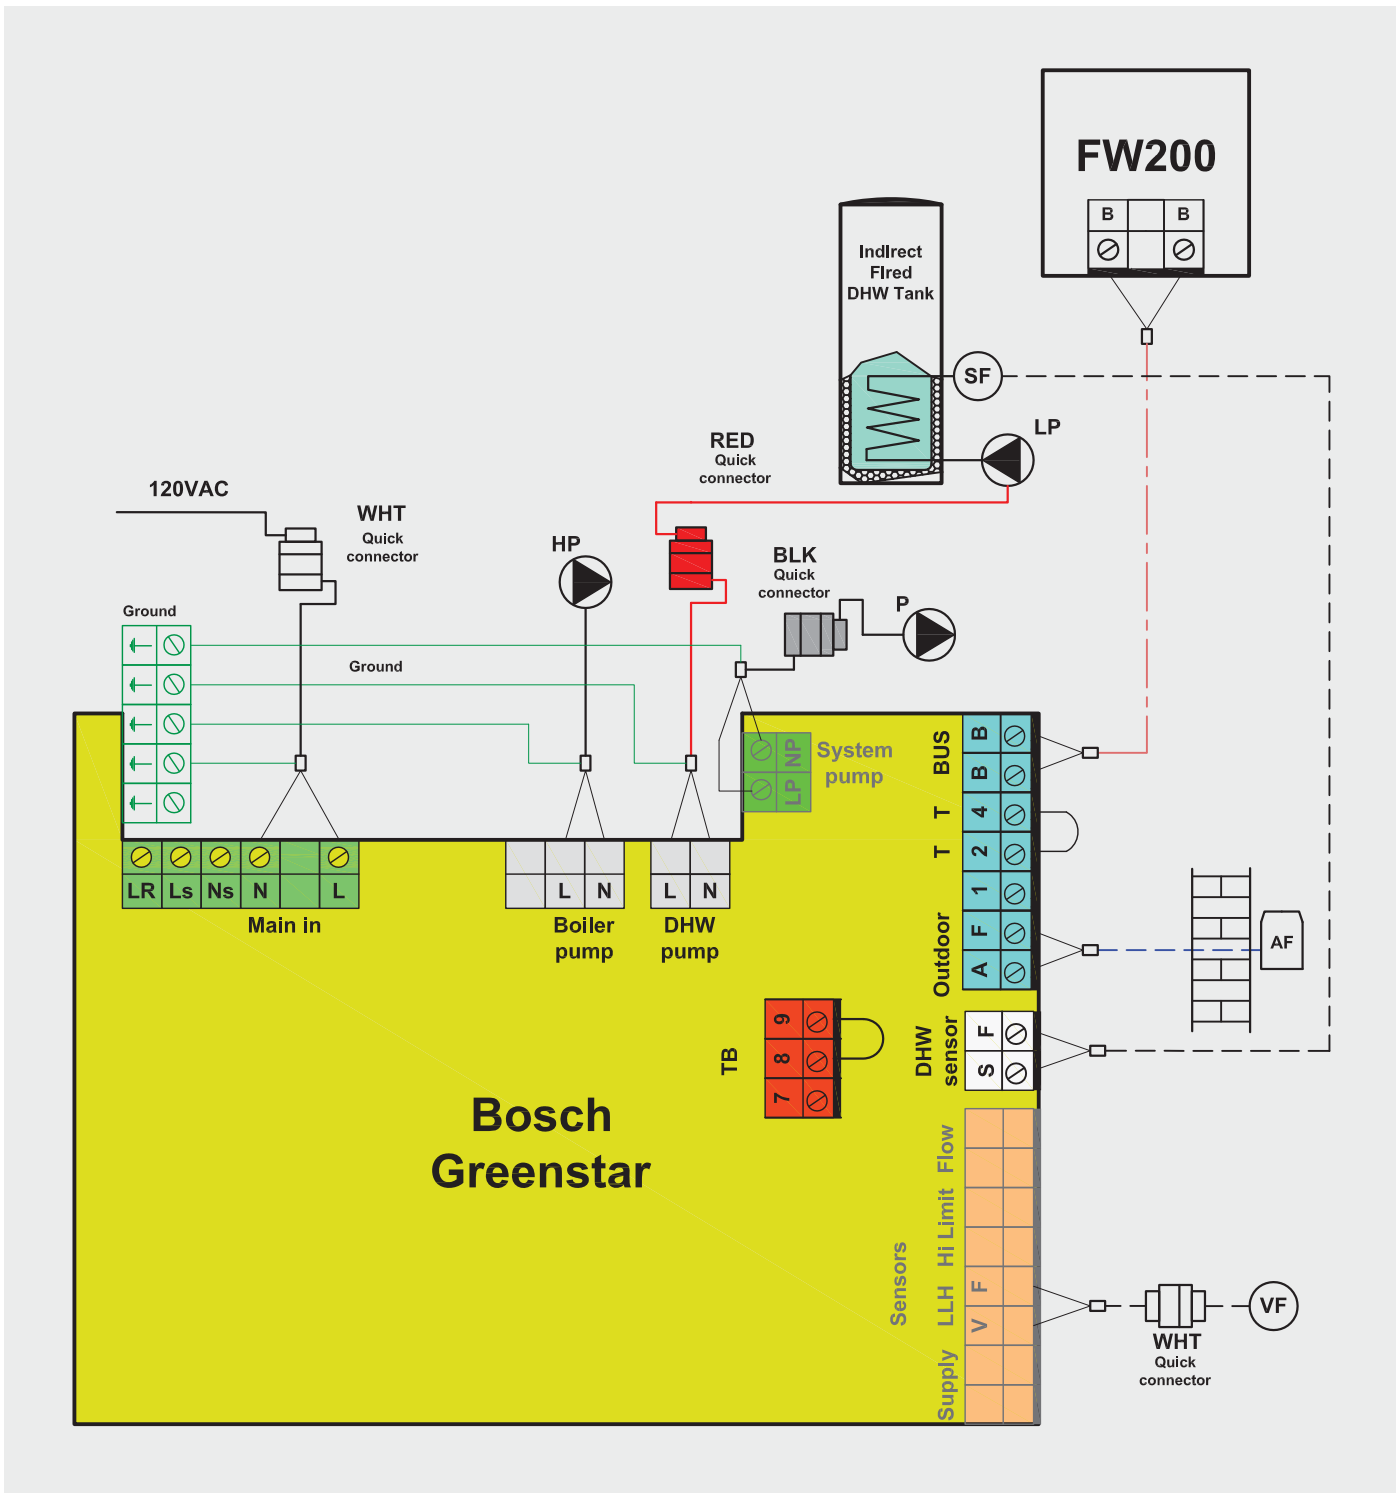 FW200
B B
IndIrect
FIred
DHW Tank
SF
LP
RED
Quick
connector
120VAC
WHT
Quick
connector
HP
BLK
Quick
connector
P
Ground
Ground
NP
LP
System
pump
BUS
B
B
T
4
T
2
1
Outdoor
F
A
AF
LR Ls Ns N L
Main in
L N
Boiler
pump
L N
DHW
pump
TB
9
8
7
DHW
sensor
F
S
Bosch
Greenstar
Sensors
Flow
Hi Limit
LLH
F
V
Supply
VF
WHT
Quick
connector